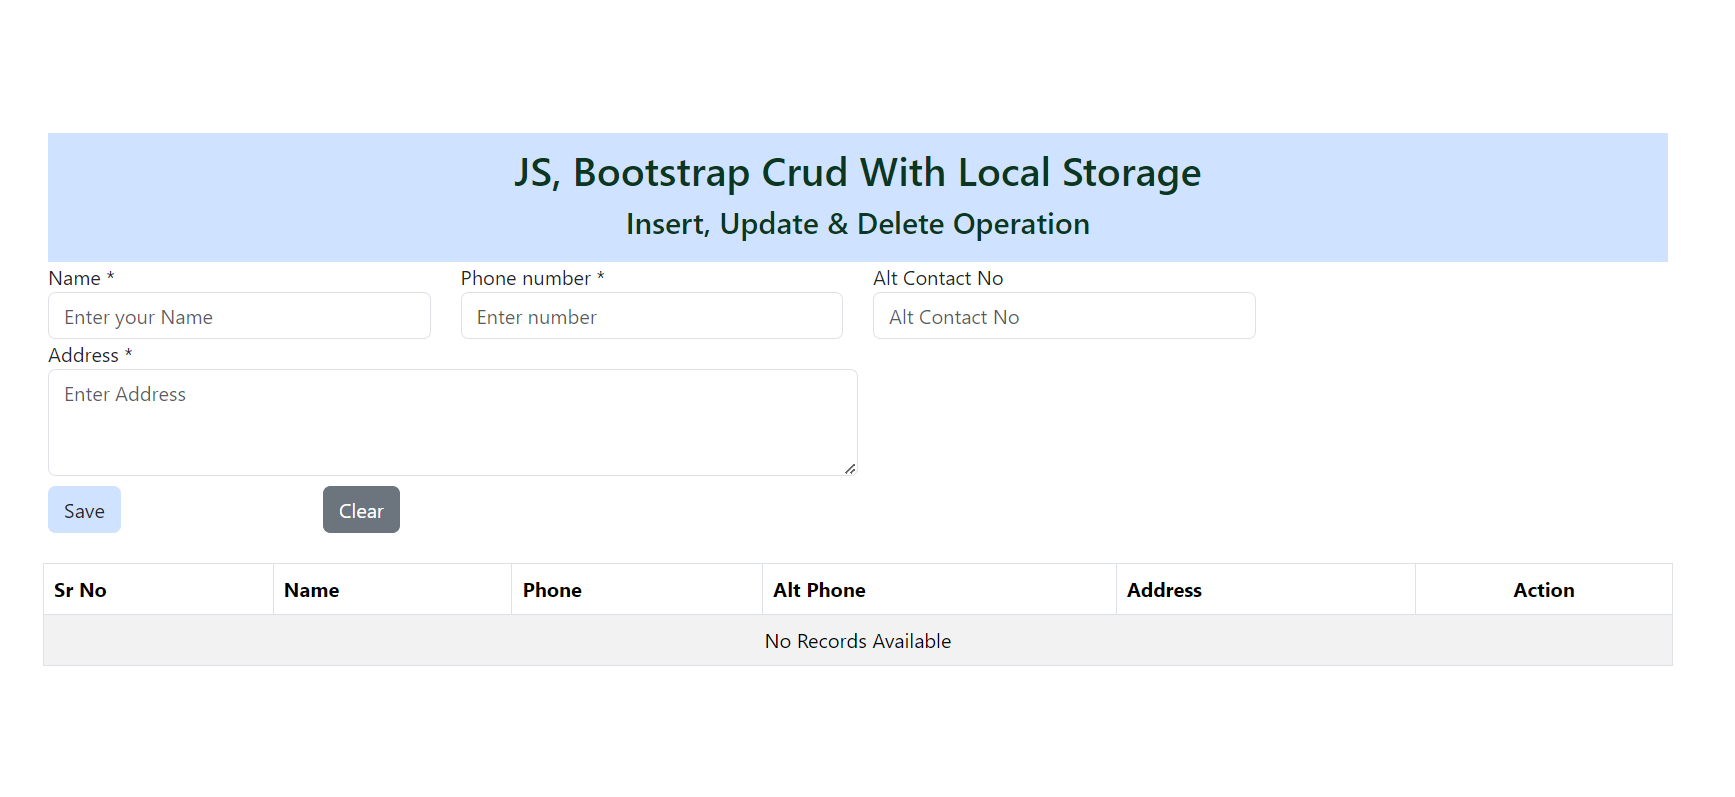 JS, Bootstrap Crud With Local Storage
Insert, Update & Delete Operation
Name * Phone number * Alt Contact No
Enter your Name Enter number Alt Contact No
Address *
Enter Address
Save Clear
Sr No Name Phone Alt Phone Address Action
No Records Available